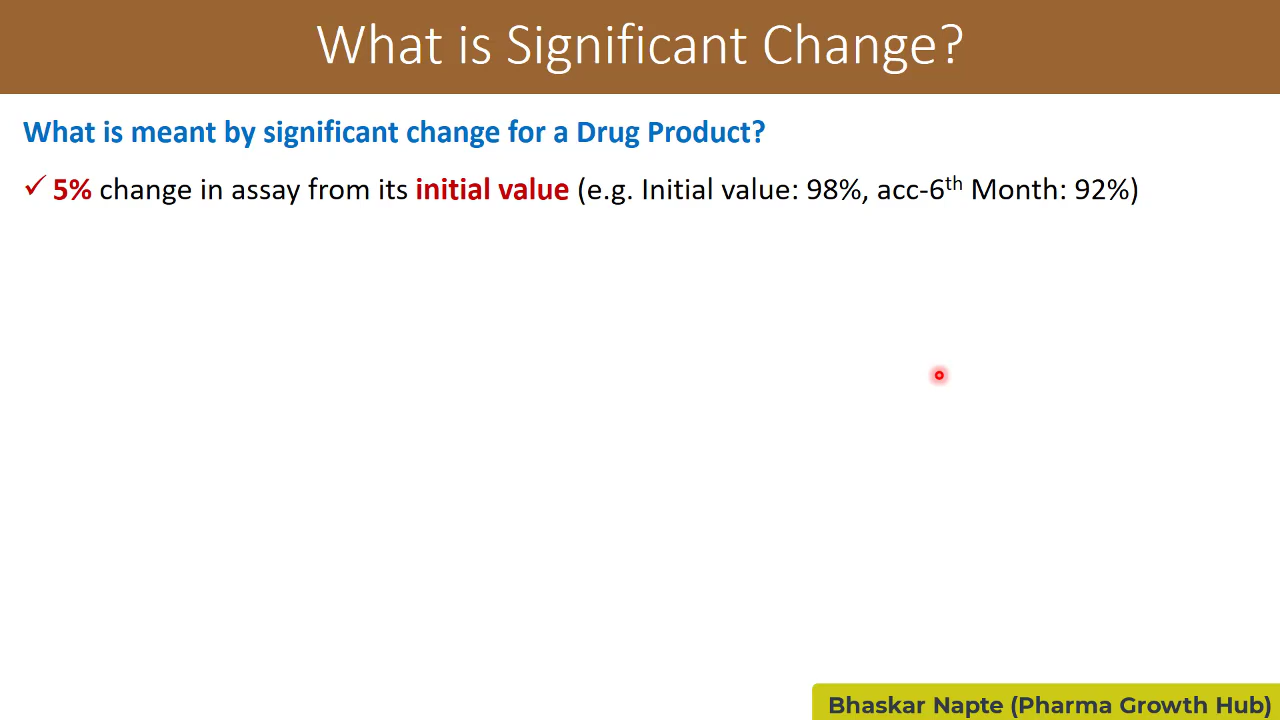 What is Significant Change?
What is meant by significant change for a Drug Product?
✓ 5% change in assay from its initial value (e.g. Initial value: 98%, acc-6th Month: 92%)
Bhaskar Napte (Pharma Growth Hub)